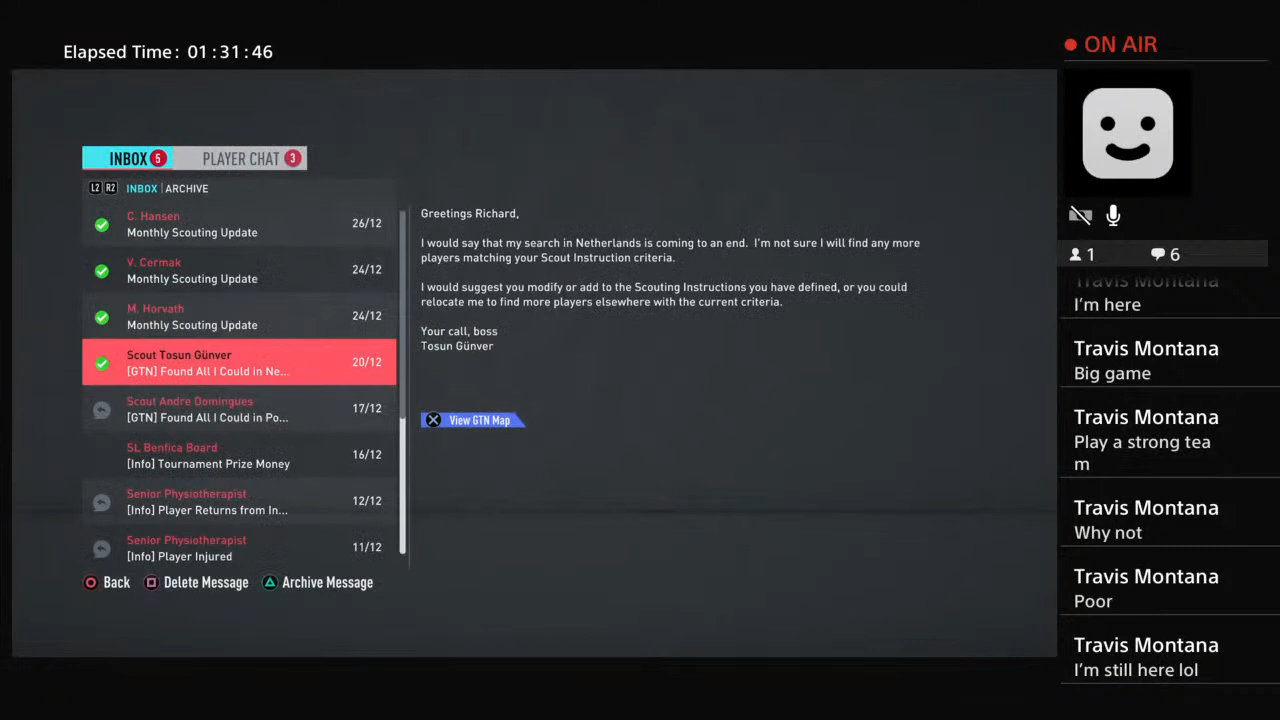 Elapsed Time: 01:31:46
ON AIR
INBOX 5
PLAYER CHAT 3
L2 R2 INBOX | ARCHIVE
C. Hansen
Monthly Scouting Update
26/12
V. Cermak
Monthly Scouting Update
24/12
M. Horvath
Monthly Scouting Update
24/12
Scout Tosun Günver
[GTN] Found All I Could in Ne...
20/12
Scout Andre Domingues
[GTN] Found All I Could in Po...
17/12
SL Benfica Board
[Info] Tournament Prize Money
16/12
Senior Physiotherapist
[Info] Player Returns from In...
12/12
Senior Physiotherapist
[Info] Player Injured
11/12
Back
Delete Message
Archive Message
Greetings Richard,
I would say that my search in Netherlands is coming to an end. I'm not sure I will find any more
players matching your Scout Instruction criteria.
I would suggest you modify or add to the Scouting Instructions you have defined, or you could
relocate me to find more players elsewhere with the current criteria.
Your call, boss
Tosun Günver
View GTN Map
1
6
Travis Montana
I'm here
Travis Montana
Big game
Travis Montana
Play a strong tea
m
Travis Montana
Why not
Travis Montana
Poor
Travis Montana
I'm still here lol